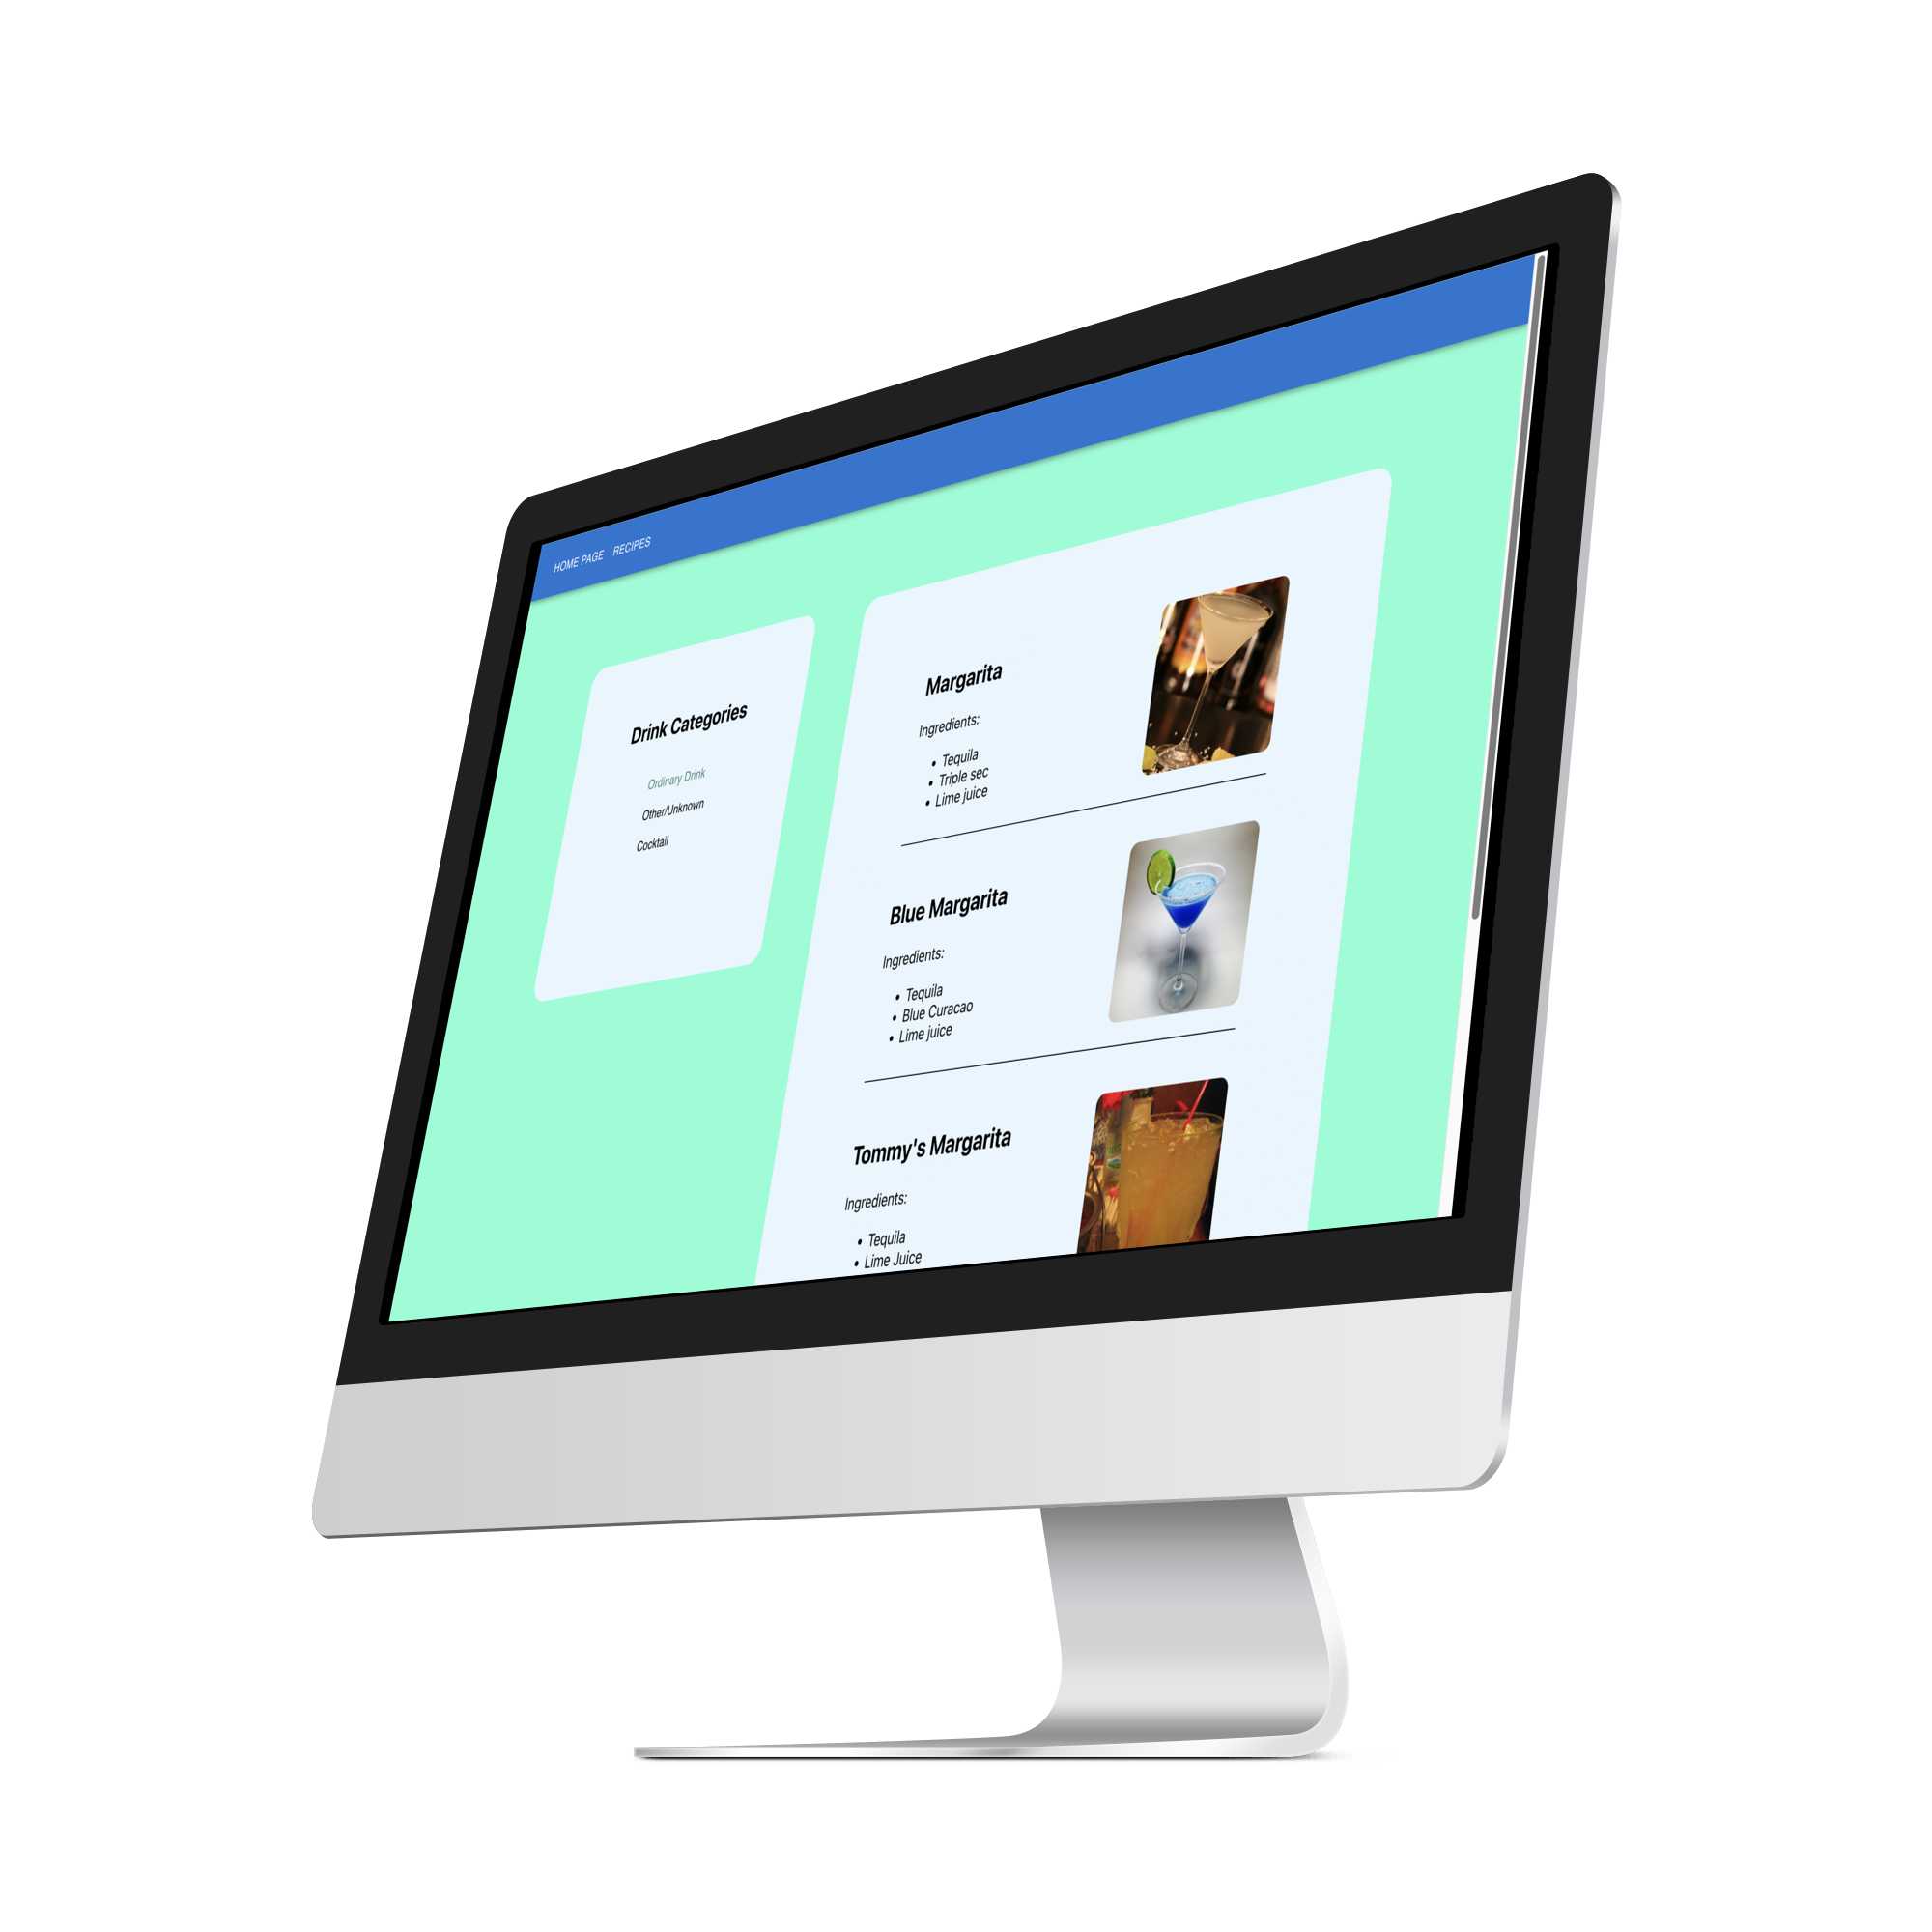 HOME PAGE RECIPES
Drink Categories
Ordinary Drink
Other/Unknown
Cocktail
Margarita
Ingredients:
• Tequila
• Triple sec
• Lime juice
Blue Margarita
Ingredients:
• Tequila
• Blue Curacao
• Lime juice
Tommy's Margarita
Ingredients:
• Tequila
• Lime Juice